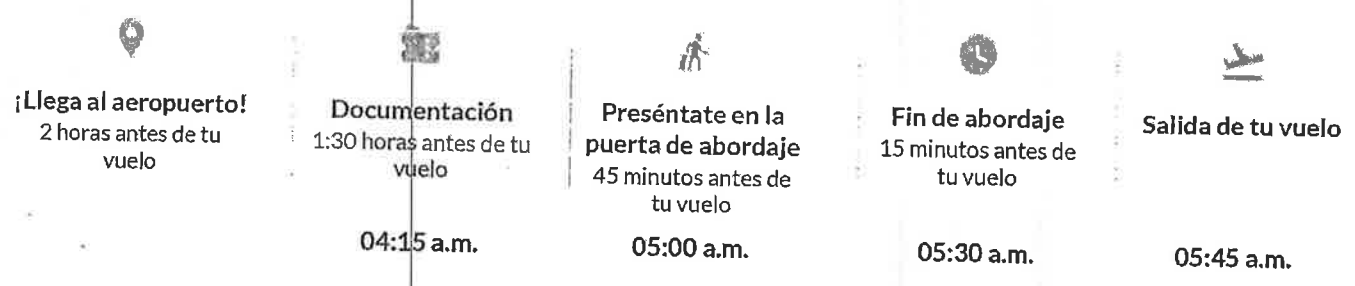 ¡Llega al aeropuerto!
2 horas antes de tu
vuelo
Documentación
1:30 horas antes de tu
vuelo
04:15 a.m.
Preséntate en la
puerta de abordaje
45 minutos antes de
tu vuelo
05:00 a.m.
Fin de abordaje
15 minutos antes de
tu vuelo
05:30 a.m.
Salida de tu vuelo
05:45 a.m.